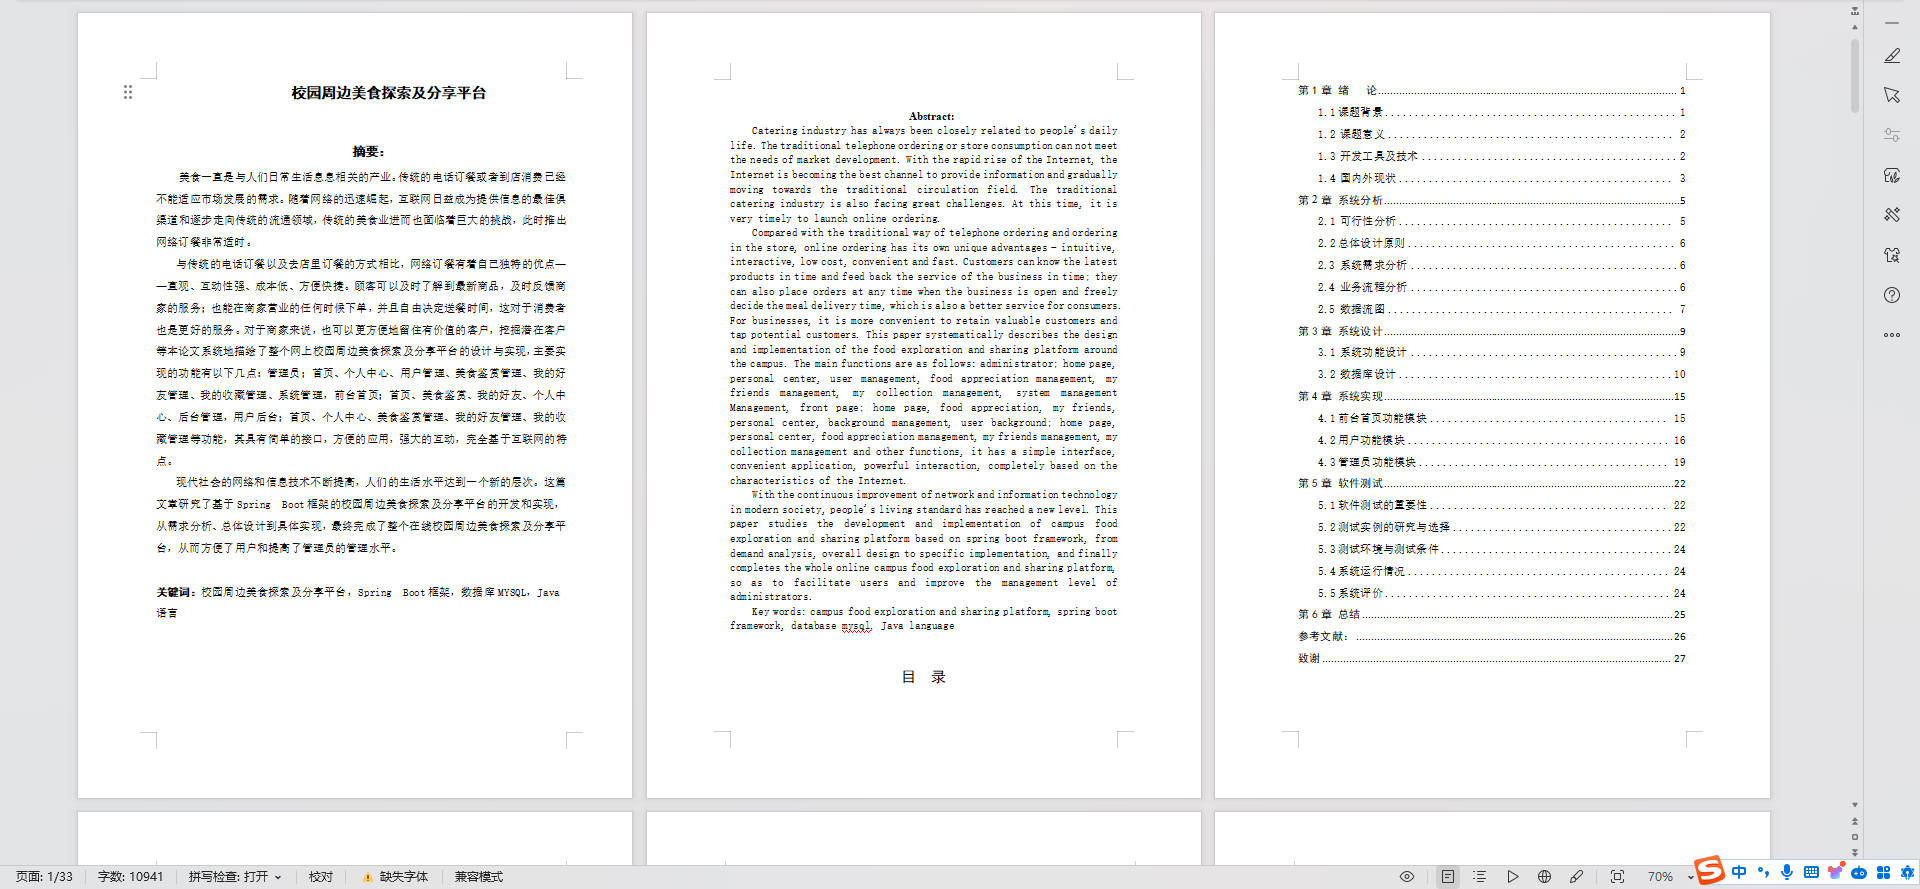 校园周边美食探索及分享平台
摘要:
美食一直是与人们日常生活息息相关的产业。传统的电话订餐或者到店消费已经
不能适应市场发展的需求。随着网络的迅速崛起，互联网日益成为提供信息的最佳俱
渠道和逐步走向传统的流通领域，传统的美食业进而也面临着巨大的挑战，此时推出
网络订餐非常适时。
与传统的电话订餐以及去店里订餐的方式相比，网络订餐有着自己独特的优点—
—直观、互动性强、成本低、方便快捷。顾客可以及时了解到最新商品，及时反馈商
家的服务；也能在商家营业的任何时候下单，并且自由决定送餐时间，这对于消费者
也是更好的服务。对于商家来说，也可以更方便地留住有价值的客户，挖掘潜在客户
等本论文系统地描绘了整个网上校园周边美食探索及分享平台的设计与实现，主要实
现的功能有以下几点：管理员；首页、个人中心、用户管理、美食鉴赏管理、我的好
友管理、我的收藏管理、系统管理，前台首页；首页、美食鉴赏、我的好友、个人中
心、后台管理，用户后台；首页、个人中心、美食鉴赏管理、我的好友管理、我的收
藏管理等功能，其具有简单的接口，方便的应用，强大的互动，完全基于互联网的特
点。
现代社会的网络和信息技术不断提高，人们的生活水平达到一个新的层次。这篇
文章研究了基于 Spring Boot 框架的校园周边美食探索及分享平台的开发和实现，
从需求分析、总体设计到具体实现，最终完成了整个在线校园周边美食探索及分享平
台，从而方便了用户和提高了管理员的管理水平。
关键词：校园周边美食探索及分享平台，Spring Boot 框架，数据库 MYSQL，Java
语言
Abstract:
Catering industry has always been closely related to people's daily
life. The traditional telephone ordering or store consumption can not meet
the needs of market development. With the rapid rise of the Internet, the
Internet is becoming the best channel to provide information and gradually
moving towards the traditional circulation field. The traditional
catering industry is also facing great challenges. At this time, it is
very timely to launch online ordering.
Compared with the traditional way of telephone ordering and ordering
in the store, online ordering has its own unique advantages - intuitive,
interactive, low cost, convenient and fast. Customers can know the latest
products in time and feed back the service of the business in time; they
can also place orders at any time when the business is open and freely
decide the meal delivery time, which is also a better service for consumers.
For businesses, it is more convenient to retain valuable customers and
tap potential customers. This paper systematically describes the design
and implementation of the food exploration and sharing platform around
the campus. The main functions are as follows: administrator; home page,
personal center, user management, food appreciation management, my
friends management, my collection management, system management
Management, front page; home page, food appreciation, my friends,
personal center, background management, user background; home page,
personal center, food appreciation management, my friends management, my
collection management and other functions, it has a simple interface,
convenient application, powerful interaction, completely based on the
characteristics of the Internet.
With the continuous improvement of network and information technology
in modern society, people's living standard has reached a new level. This
paper studies the development and implementation of campus food
exploration and sharing platform based on spring boot framework, from
demand analysis, overall design to specific implementation, and finally
completes the whole online campus food exploration and sharing platform,
so as to facilitate users and improve the management level of
administrators.
Key words: campus food exploration and sharing platform, spring boot
framework, database mysql, Java language
目 录
第 1 章 绪 论 1
1.1 课题背景 1
1.2 课题意义 2
1.3 开发工具及技术 2
1.4 国内外现状 3
第 2 章 系统分析 5
2.1 可行性分析 5
2.2 总体设计原则 6
2.3 系统需求分析 6
2.4 业务流程分析 6
2.5 数据流图 7
第 3 章 系统设计 9
3.1 系统功能设计 9
3.2 数据库设计 10
第 4 章 系统实现 15
4.1 前台首页功能模块 15
4.2 用户功能模块 16
4.3 管理员功能模块 19
第 5 章 软件测试 22
5.1 软件测试的重要性 22
5.2 测试实例的研究与选择 22
5.3 测试环境与测试条件 24
5.4 系统运行情况 24
5.5 系统评价 24
第 6 章 总结 25
参考文献： 26
致谢 27
页面: 1/33 字数: 10941 拼写检查: 打开 校对 缺失字体 兼容模式 70% 中